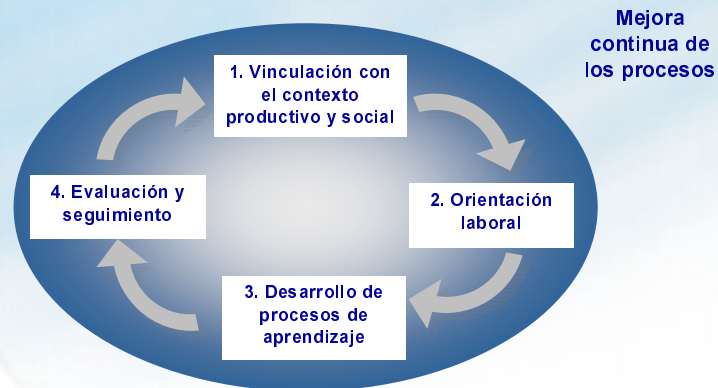 Mejora
continua de
los procesos
1. Vinculación con
el contexto
productivo y social
2. Orientación
laboral
3. Desarrollo de
procesos de
aprendizaje
4. Evaluación y
seguimiento